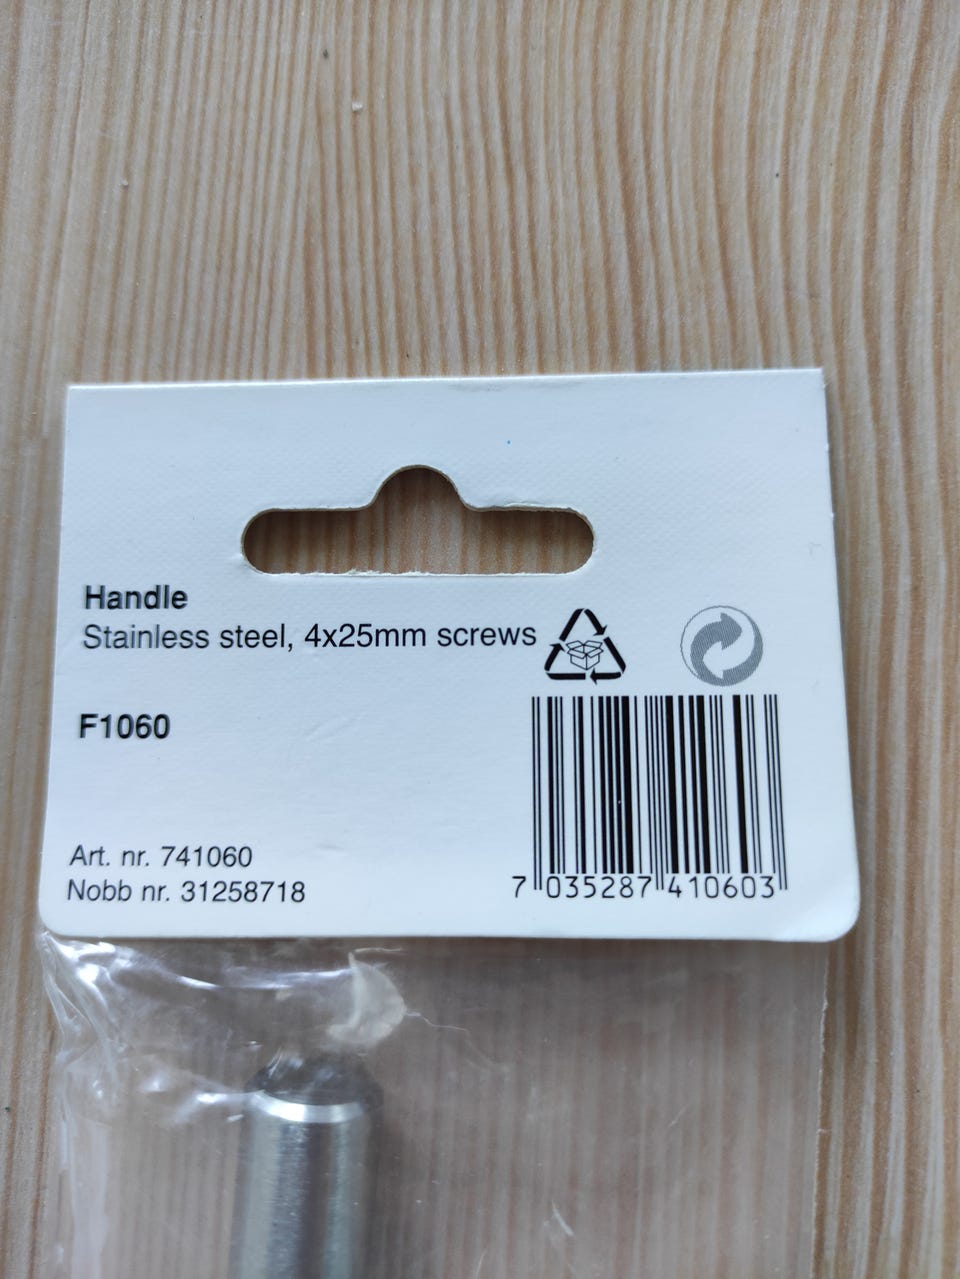 Handle
Stainless steel, 4x25mm screws
F1060
Art. nr. 741060
Nobb nr. 31258718
7 035287 410603